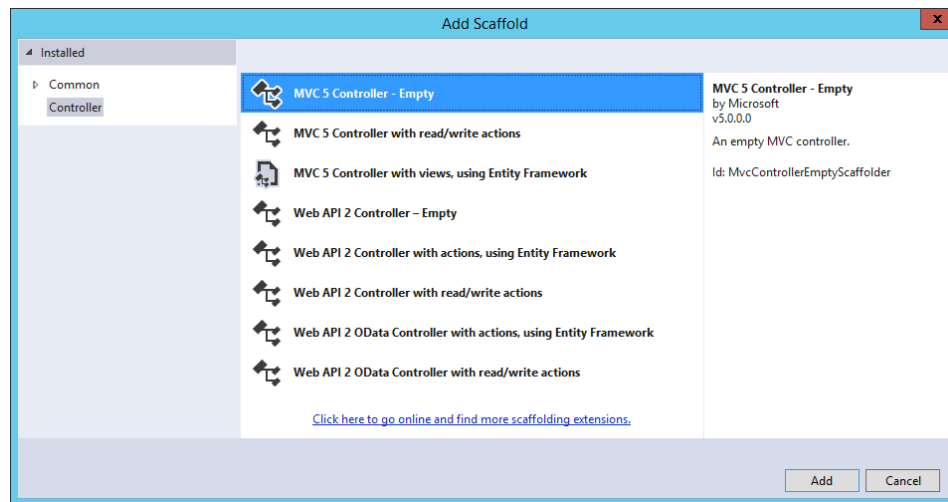 Add Scaffold
x
Installed
Common
Controller
MVC 5 Controller - Empty
MVC 5 Controller with read/write actions
MVC 5 Controller with views, using Entity Framework
Web API 2 Controller – Empty
Web API 2 Controller with actions, using Entity Framework
Web API 2 Controller with read/write actions
Web API 2 OData Controller with actions, using Entity Framework
Web API 2 OData Controller with read/write actions
Click here to go online and find more scaffolding extensions.
MVC 5 Controller - Empty
by Microsoft
v5.0.0.0
An empty MVC controller.
Id: MvcControllerEmptyScaffolder
Add
Cancel